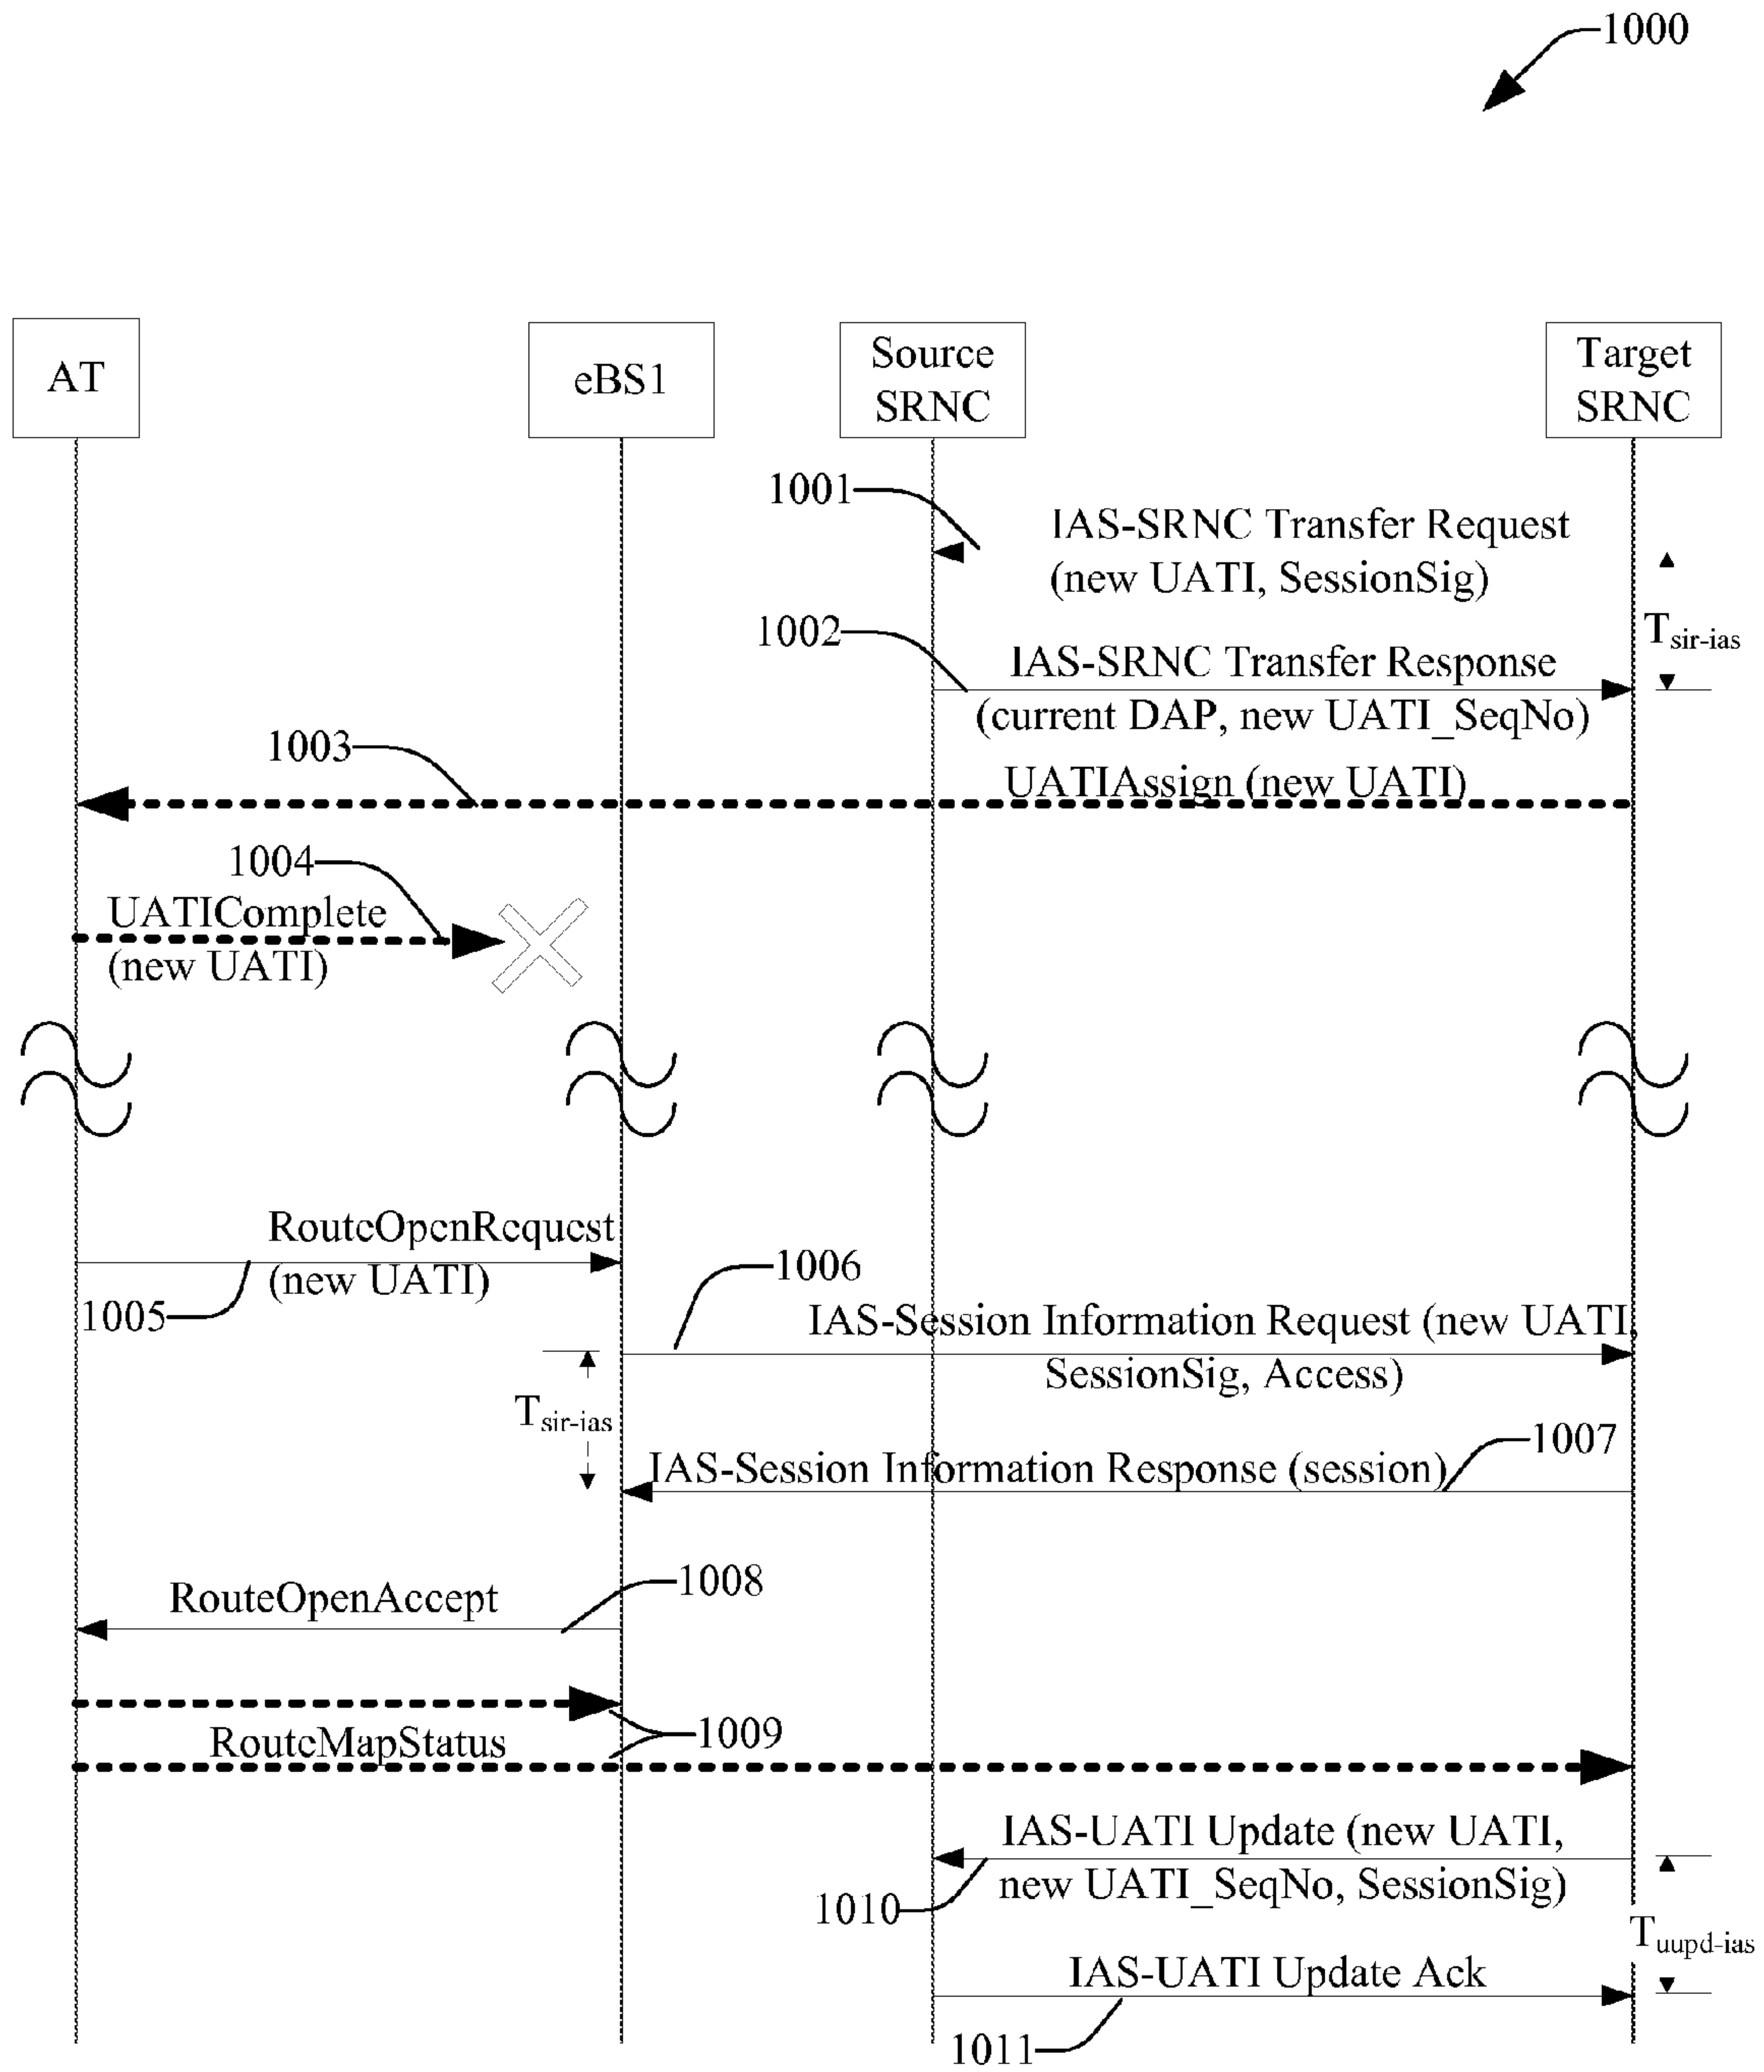 1000
AT
eBS1
Source
SRNC
Target
SRNC
1001
IAS-SRNC Transfer Request
(new UATI, SessionSig)
T sir-ias
1002
IAS-SRNC Transfer Response
(current DAP, new UATI_SeqNo)
1003
UATIAssign (new UATI)
1004
UATIComplete
(new UATI)
RouteOpenRequest
(new UATI)
1005
1006
IAS-Session Information Request (new UATI,
SessionSig, Access)
T sir-ias
1007
IAS-Session Information Response (session)
1008
RouteOpenAccept
1009
RouteMapStatus
IAS-UATI Update (new UATI,
new UATI_SeqNo, SessionSig)
1010
T uupd-ias
IAS-UATI Update Ack
1011